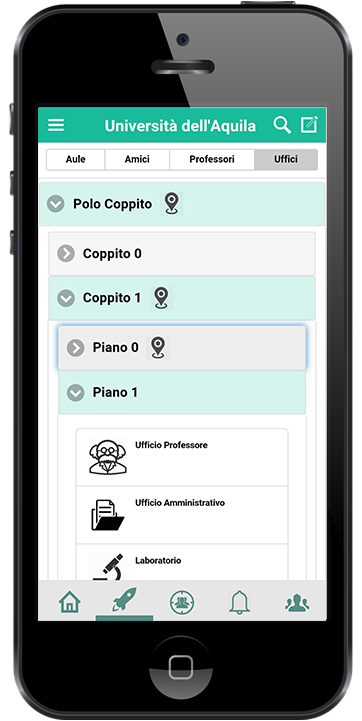 Università dell'Aquila
Aule Amici Professori Uffici
Polo Coppito
Coppito 0
Coppito 1
Piano 0
Piano 1
Ufficio Professore
Ufficio Amministrativo
Laboratorio